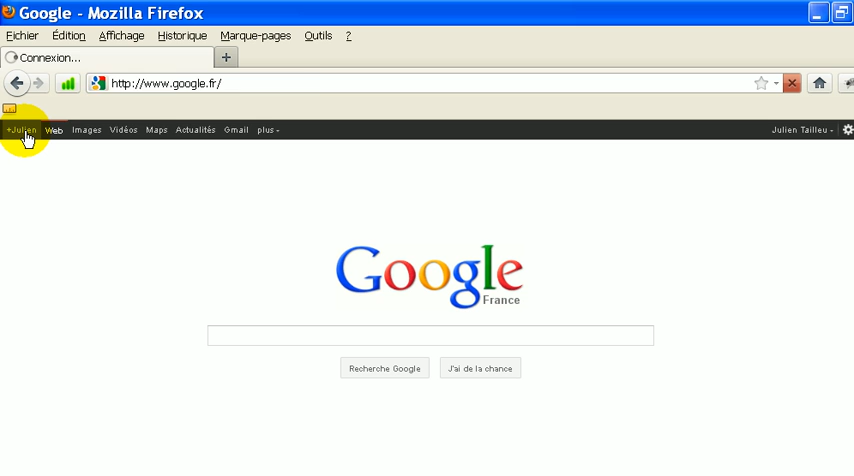 Google - Mozilla Firefox
Fichier Édition Affichage Historique Marque-pages Outils ?
Connexion...
http://www.google.fr/
+Julien Web Images Vidéos Maps Actualités Gmail plus Julien Tailleu
Google
France
Recherche Google J'ai de la chance